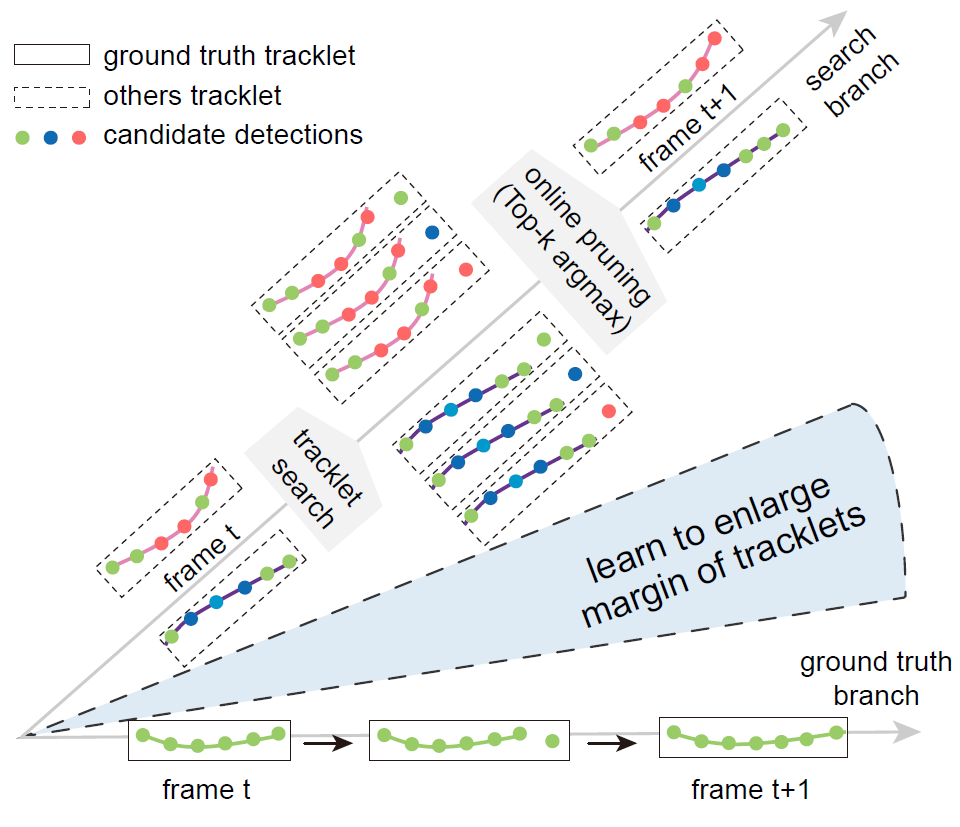 ground truth tracklet
others tracklet
candidate detections
search
branch
frame t+1
online pruning
(Top-k argmax)
tracklet
search
frame t
learn to enlarge
margin of tracklets
ground truth
branch
frame t
frame t+1